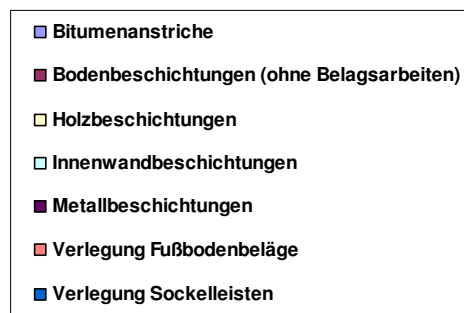 Bitumenanstriche
Bodenbeschichtungen (ohne Belagsarbeiten)
Holzbeschichtungen
Innenwandbeschichtungen
Metallbeschichtungen
Verlegung Fußbodenbeläge
Verlegung Sockelleisten